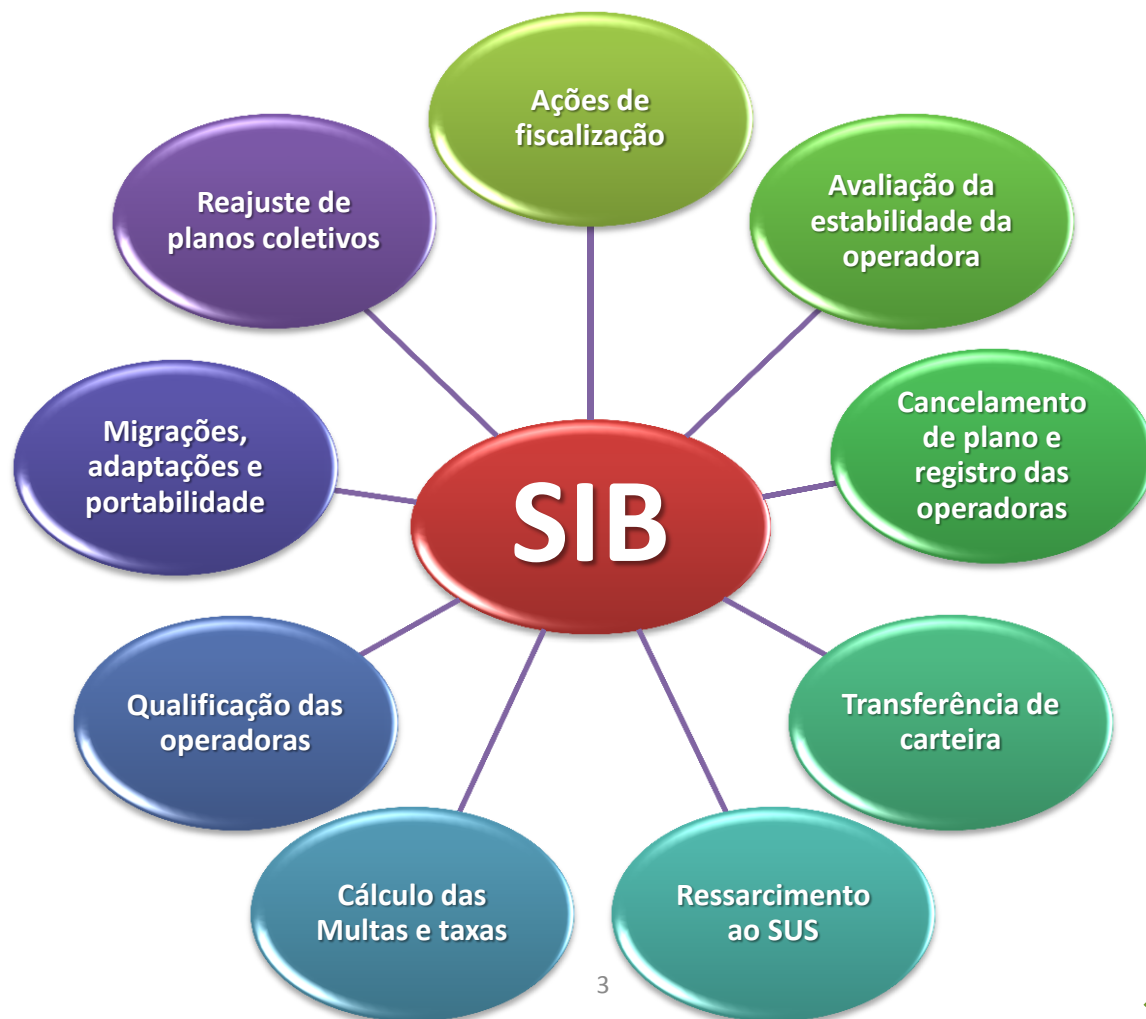 Ações de
fiscalização
Avaliação da
estabilidade da
operadora
Cancelamento
de plano e
registro das
operadoras
Transferência de
carteira
Ressarcimento
ao SUS
Cálculo das
Multas e taxas
Qualificação das
operadoras
Migrações,
adaptações e
portabilidade
Reajuste de
planos coletivos
SIB
3